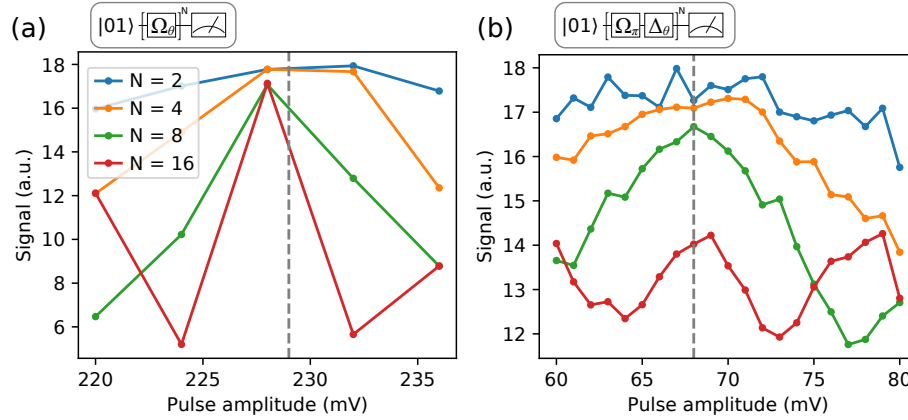 (a)
|01⟩ [Ω_θ]^N
Signal (a.u.)
18
16
14
12
10
8
6
N = 2
N = 4
N = 8
N = 16
220
225
230
235
Pulse amplitude (mV)
(b)
|01⟩ [Ω_π Δ_θ]^N
Signal (a.u.)
18
17
16
15
14
13
12
60
65
70
75
80
Pulse amplitude (mV)